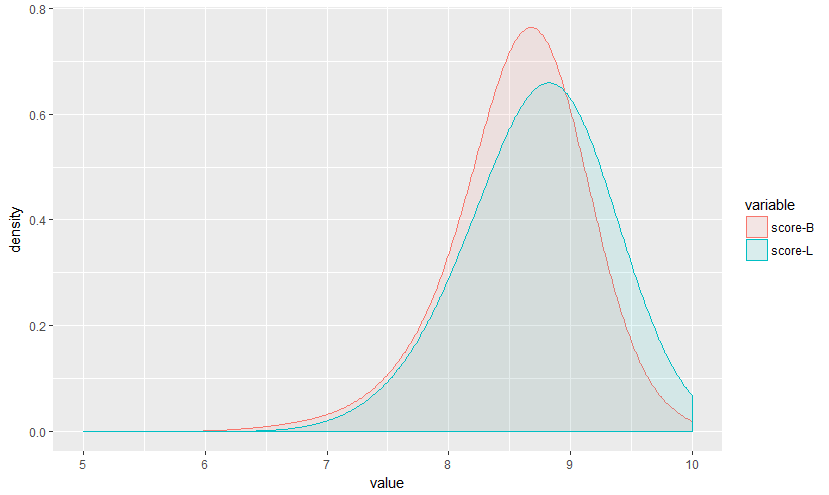 0.8
0.6
0.4
0.2
0.0
density
5 6 7 8 9 10
value
variable
score-B
score-L